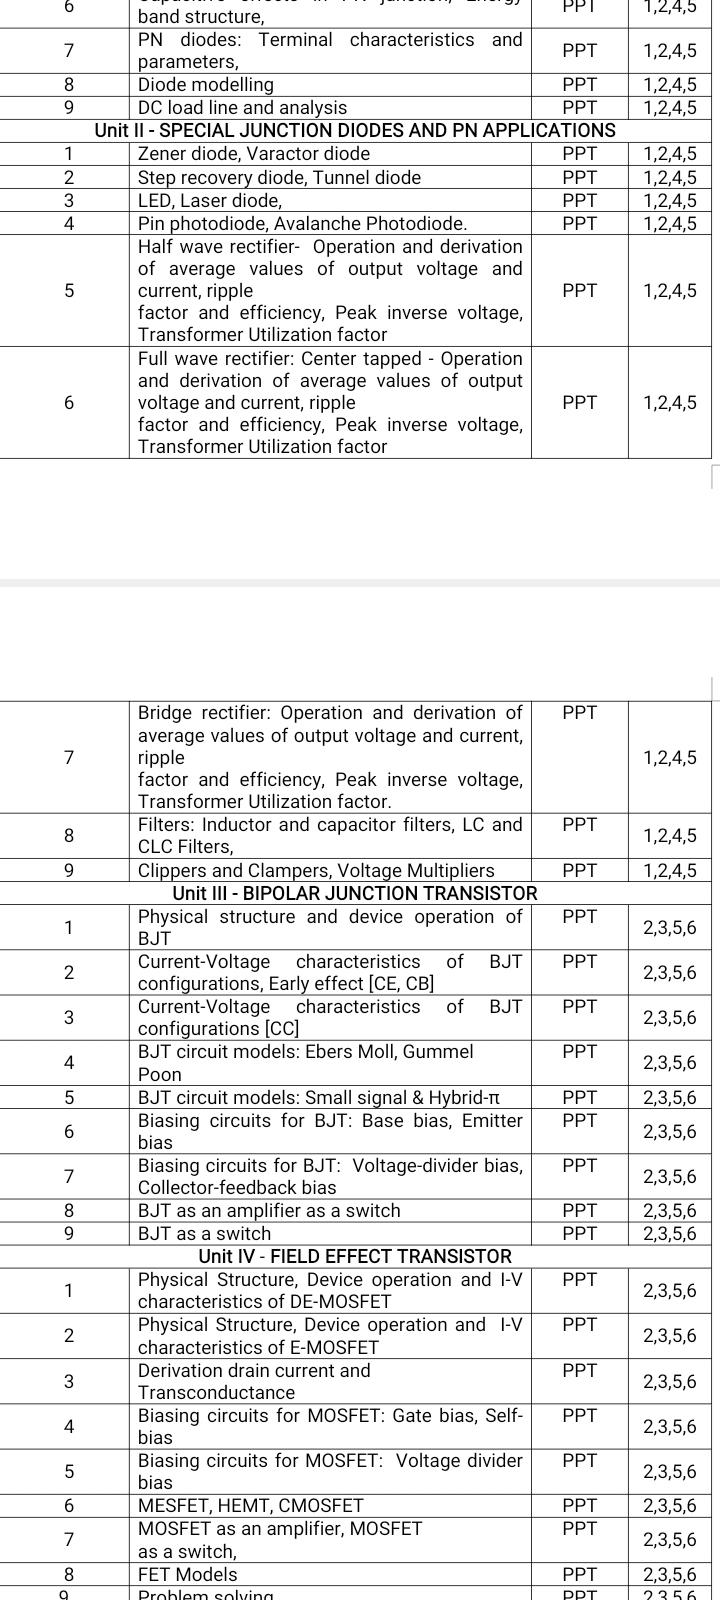 6 PPT 1,2,4,5
band structure,
7 PN diodes: Terminal characteristics and parameters, PPT 1,2,4,5
8 Diode modelling PPT 1,2,4,5
9 DC load line and analysis PPT 1,2,4,5
Unit II - SPECIAL JUNCTION DIODES AND PN APPLICATIONS
1 Zener diode, Varactor diode PPT 1,2,4,5
2 Step recovery diode, Tunnel diode PPT 1,2,4,5
3 LED, Laser diode, PPT 1,2,4,5
4 Pin photodiode, Avalanche Photodiode. PPT 1,2,4,5
Half wave rectifier- Operation and derivation
of average values of output voltage and
5 current, ripple PPT 1,2,4,5
factor and efficiency, Peak inverse voltage,
Transformer Utilization factor
Full wave rectifier: Center tapped - Operation
and derivation of average values of output
6 voltage and current, ripple PPT 1,2,4,5
factor and efficiency, Peak inverse voltage,
Transformer Utilization factor
Bridge rectifier: Operation and derivation of PPT
average values of output voltage and current,
7 ripple 1,2,4,5
factor and efficiency, Peak inverse voltage,
Transformer Utilization factor.
8 Filters: Inductor and capacitor filters, LC and PPT 1,2,4,5
CLC Filters,
9 Clippers and Clampers, Voltage Multipliers PPT 1,2,4,5
Unit III - BIPOLAR JUNCTION TRANSISTOR
1 Physical structure and device operation of PPT 2,3,5,6
BJT
2 Current-Voltage characteristics of BJT PPT 2,3,5,6
configurations, Early effect [CE, CB]
3 Current-Voltage characteristics of BJT PPT 2,3,5,6
configurations [CC]
4 BJT circuit models: Ebers Moll, Gummel PPT 2,3,5,6
Poon
5 BJT circuit models: Small signal & Hybrid-π PPT 2,3,5,6
6 Biasing circuits for BJT: Base bias, Emitter PPT 2,3,5,6
bias
7 Biasing circuits for BJT: Voltage-divider bias, PPT 2,3,5,6
Collector-feedback bias
8 BJT as an amplifier as a switch PPT 2,3,5,6
9 BJT as a switch PPT 2,3,5,6
Unit IV - FIELD EFFECT TRANSISTOR
1 Physical Structure, Device operation and I-V PPT 2,3,5,6
characteristics of DE-MOSFET
2 Physical Structure, Device operation and I-V PPT 2,3,5,6
characteristics of E-MOSFET
3 Derivation drain current and PPT 2,3,5,6
Transconductance
4 Biasing circuits for MOSFET: Gate bias, Self- PPT 2,3,5,6
bias
5 Biasing circuits for MOSFET: Voltage divider PPT 2,3,5,6
bias
6 MESFET, HEMT, CMOSFET PPT 2,3,5,6
7 MOSFET as an amplifier, MOSFET PPT 2,3,5,6
as a switch,
8 FET Models PPT 2,3,5,6
9 Problem solving PPT 2,3,5,6